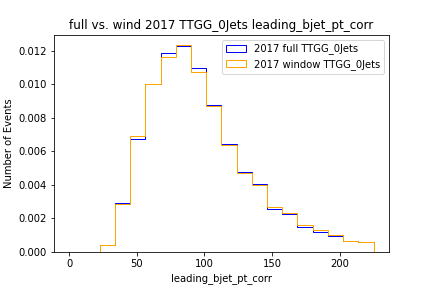 full vs. wind 2017 TTGG_0Jets leading_bjet_pt_corr
2017 full TTGG_0Jets
2017 window TTGG_0Jets
Number of Events
0.012
0.010
0.008
0.006
0.004
0.002
0.000
0 50 100 150 200
leading_bjet_pt_corr